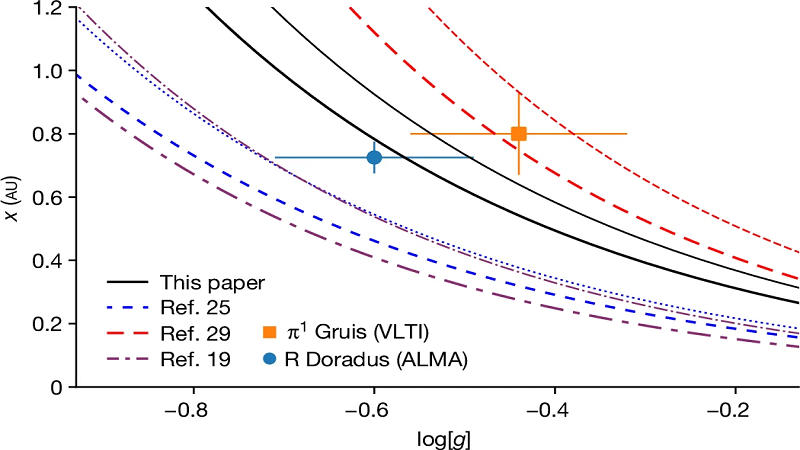 1.2
1.0
0.8
0.6
0.4
0.2
0
x (AU)
This paper
Ref. 25
Ref. 29
Ref. 19
π¹ Gruis (VLTI)
R Doradus (ALMA)
−0.8
−0.6
−0.4
−0.2
log[g]